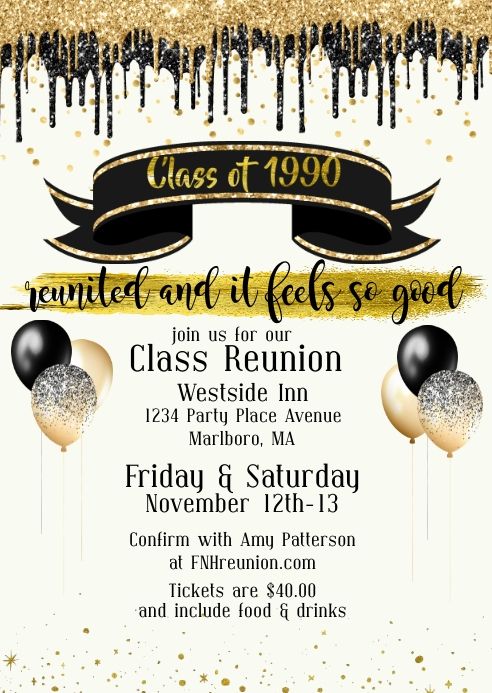 Class of 1990
reunited and it feels so good
join us for our
Class Reunion
Westside Inn
1234 Party Place Avenue
Marlboro, MA
Friday & Saturday
November 12th-13
Confirm with Amy Patterson
at FNHreunion.com
Tickets are $40.00
and include food & drinks